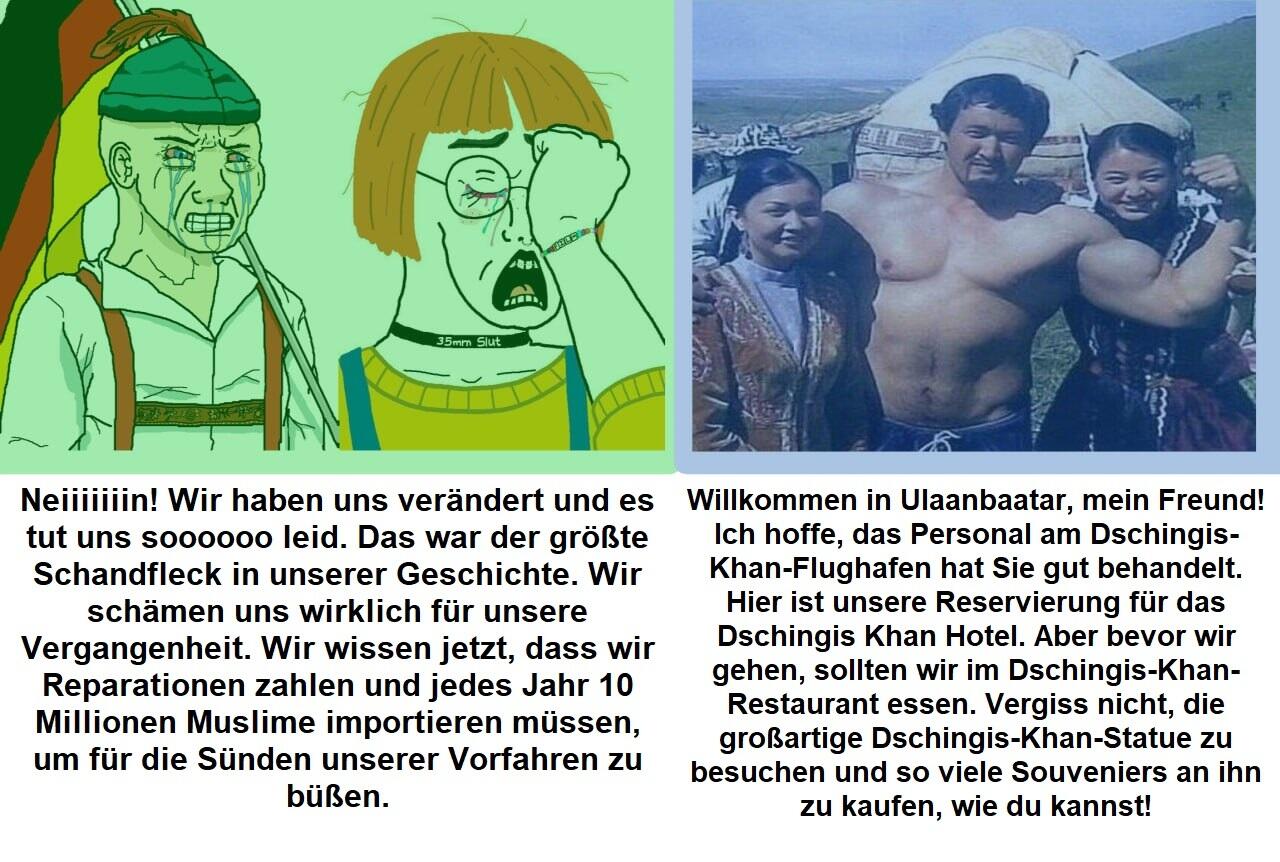 35mm Slut
Neiiiiiiin! Wir haben uns verändert und es
tut uns soooooo leid. Das war der größte
Schandfleck in unserer Geschichte. Wir
schämen uns wirklich für unsere
Vergangenheit. Wir wissen jetzt, dass wir
Reparationen zahlen und jedes Jahr 10
Millionen Muslime importieren müssen,
um für die Sünden unserer Vorfahren zu
büßen.
Willkommen in Ulaanbaatar, mein Freund!
Ich hoffe, das Personal am Dschingis-
Khan-Flughafen hat Sie gut behandelt.
Hier ist unsere Reservierung für das
Dschingis Khan Hotel. Aber bevor wir
gehen, sollten wir im Dschingis-Khan-
Restaurant essen. Vergiss nicht, die
großartige Dschingis-Khan-Statue zu
besuchen und so viele Souveniers an ihn
zu kaufen, wie du kannst!